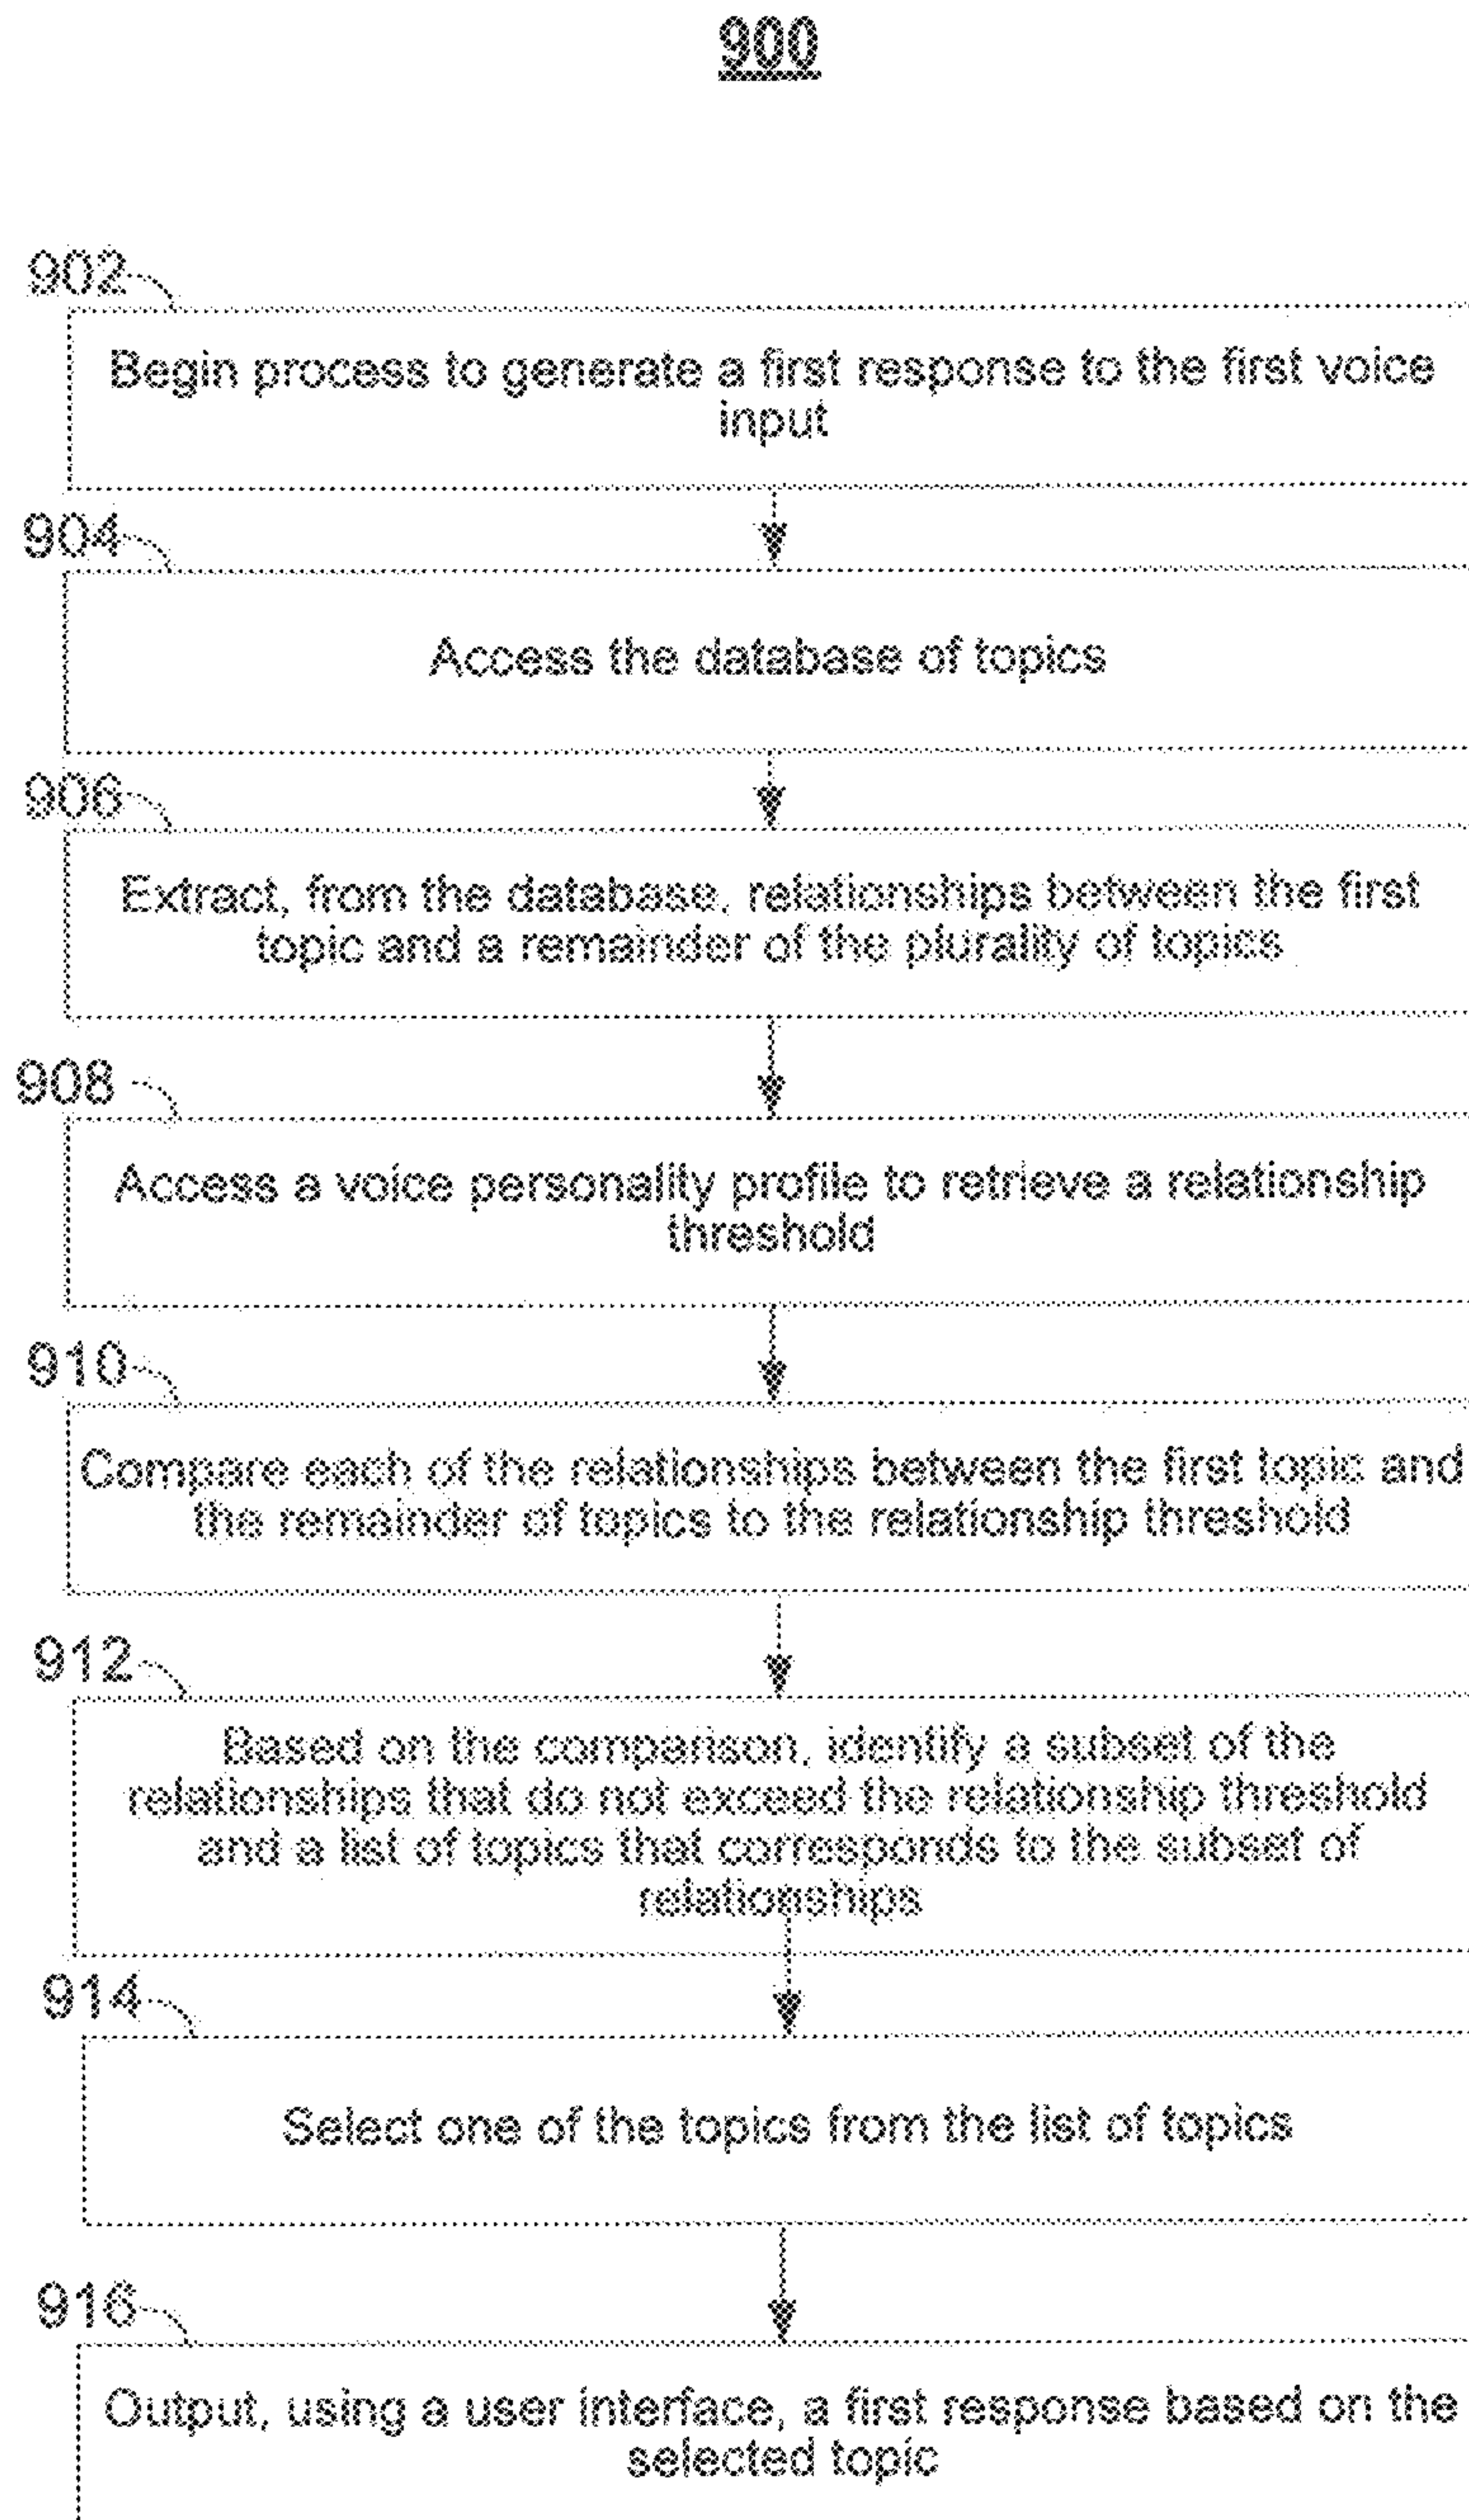 900
902
Begin process to generate a first response to the first voice
input
904
Access the database of topics
906
Extract, from the database, relationships between the first
topic and a remainder of the plurality of topics
908
Access a voice personality profile to retrieve a relationship
threshold
910
Compare each of the relationships between the first topic and
the remainder of topics to the relationship threshold
912
Based on the comparison, identify a subset of the
relationships that do not exceed the relationship threshold
and a list of topics that corresponds to the subset of
relationships
914
Select one of the topics from the list of topics
916
Output, using a user interface, a first response based on the
selected topic